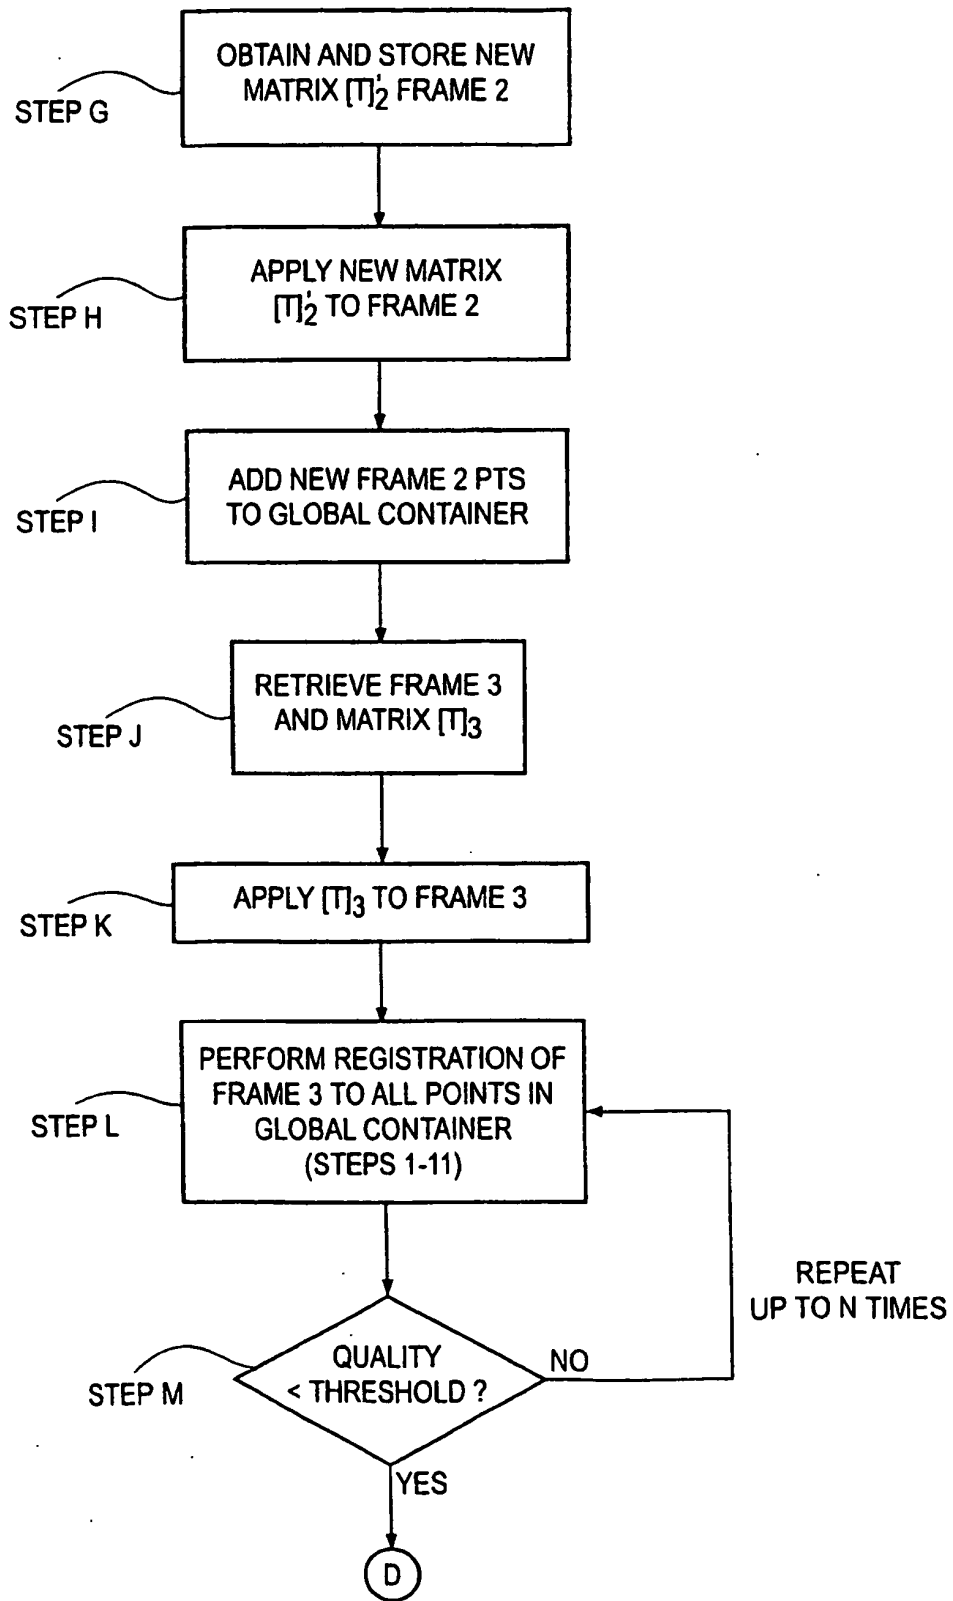 OBTAIN AND STORE NEW
MATRIX [T]'2 FRAME 2
STEP G
APPLY NEW MATRIX
[T]'2 TO FRAME 2
STEP H
ADD NEW FRAME 2 PTS
TO GLOBAL CONTAINER
STEP I
RETRIEVE FRAME 3
AND MATRIX [T]3
STEP J
APPLY [T]3 TO FRAME 3
STEP K
PERFORM REGISTRATION OF
FRAME 3 TO ALL POINTS IN
GLOBAL CONTAINER
(STEPS 1-11)
STEP L
REPEAT
UP TO N TIMES
QUALITY
< THRESHOLD ?
NO
STEP M
YES
D